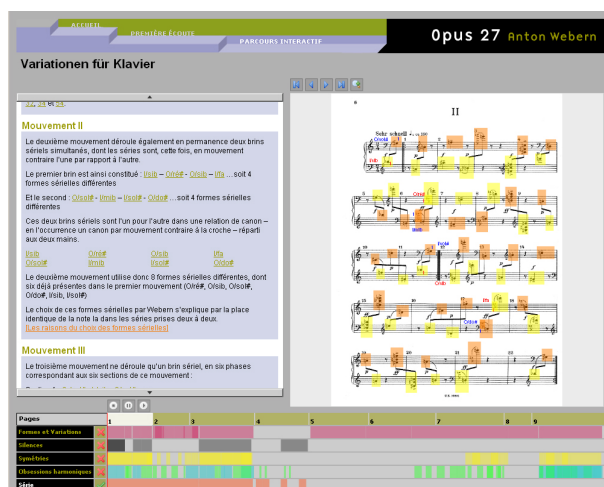 ACCUEIL
PREMIÈRE ÉCOUTE
PARCOURS INTERACTIF
Opus 27 Anton Webern
Variationen für Klavier
Mouvement II
Le deuxième mouvement déroule également en permanence deux brins
sériels simultanés, dont les séries sont, cette fois, en mouvement
contraire l'une par rapport à l'autre.
Le premier brin est ainsi constitué : I/sib – O/ré# - O/sib – I/fa ...soit 4
formes sérielles différentes
Et le second : O/sol# - I/mib – I/sol# - O/do# ... soit 4 formes sérielles
différentes
Ces deux brins sériels sont l'un pour l'autre dans une relation de canon –
en l'occurrence un canon par mouvement contraire à la croche – réparti
aux deux mains.
I/sib O/ré# O/sib I/fa
O/sol# I/mib I/sol# O/do#
Le deuxième mouvement utilise donc 8 formes sérielles différentes, dont
six déjà présentes dans le premier mouvement (O/ré#, O/sib, O/sol#,
O/do#, I/sib, I/sol#)
Le choix de ces formes sérielles par Webern s'explique par la place
identique de la note la dans les séries prises deux à deux.
[Les raisons du choix des formes sérielles]
Mouvement III
Le troisième mouvement ne déroule qu'un brin sériel, en six phases
correspondant aux six sections de ce mouvement :
II
Sehr schnell
Pages
1 2 3 4 5 6 7 8 9
Formes et Variations
Silences
Symétries
Obsessions harmoniques
Série